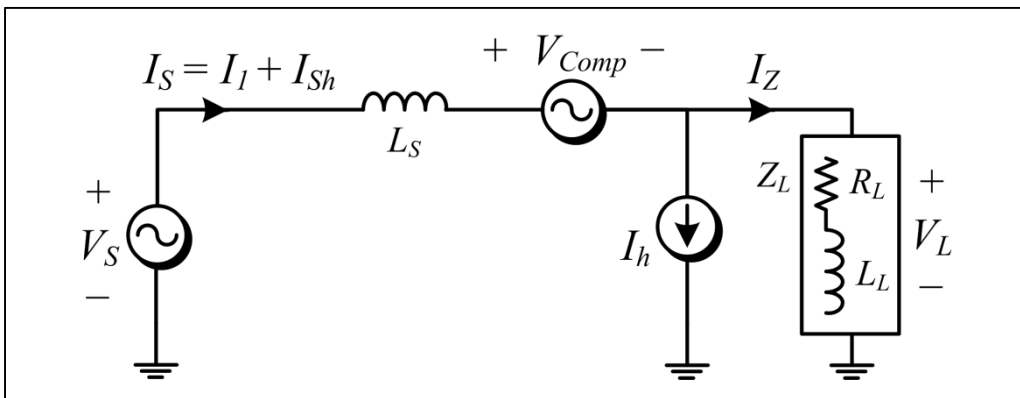 + V_Comp −
I_S = I_1 + I_Sh
I_Z
L_S
Z_L
R_L
+
+
V_S
I_h
V_L
L_L
−
−